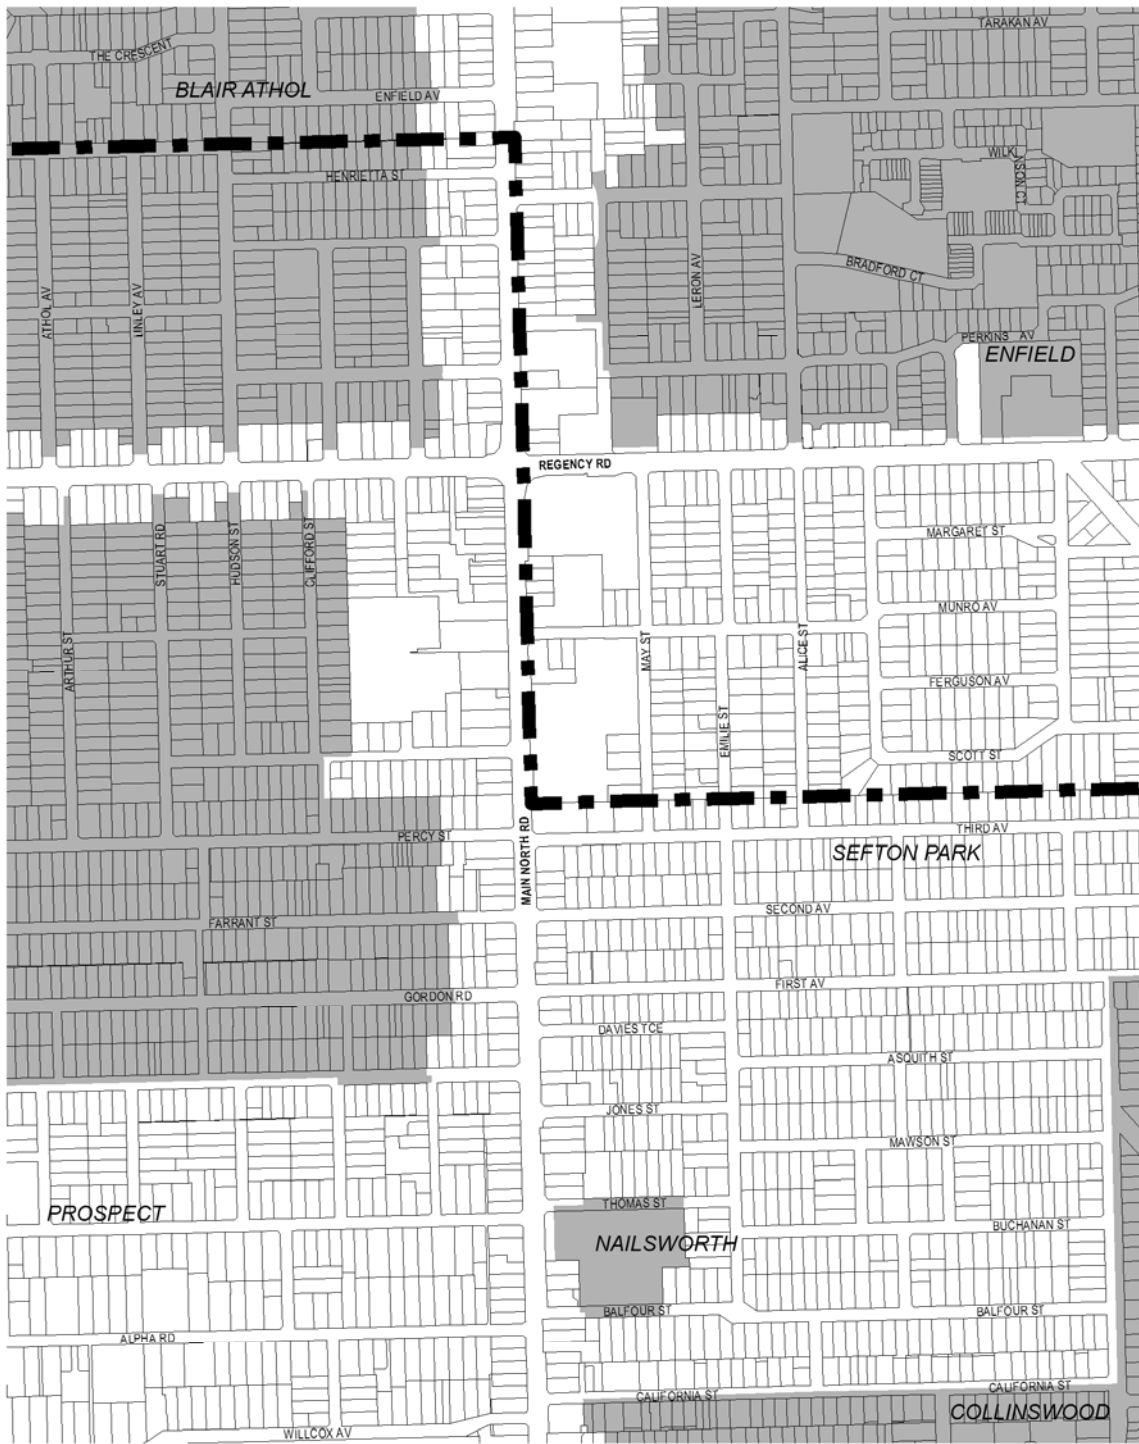 TARAKAN AV
THE CRESCENT
BLAIR ATHOL
ENFIELD AV
WILKINSON CT
HENRIETTA ST
BRADFORD CT
LERON AV
ATHOL AV
LINLEY AV
PERKINS AV
ENFIELD
REGENCY RD
STUART RD
HUDSON ST
CLIFFORD ST
MARGARET ST
MUNRO AV
ARTHUR ST
MAY ST
ALICE ST
FERGUSON AV
EMILIE ST
SCOTT ST
THIRD AV
PERCY ST
MAIN NORTH RD
SEFTON PARK
SECOND AV
FARRANT ST
FIRST AV
GORDON RD
DAVIES TCE
ASQUITH ST
JONES ST
MAWSON ST
THOMAS ST
PROSPECT
BUCHANAN ST
NAILSWORTH
BALFOUR ST
BALFOUR ST
ALPHA RD
CALIFORNIA ST
CALIFORNIA ST
COLLINSWOOD
WILLCOX AV